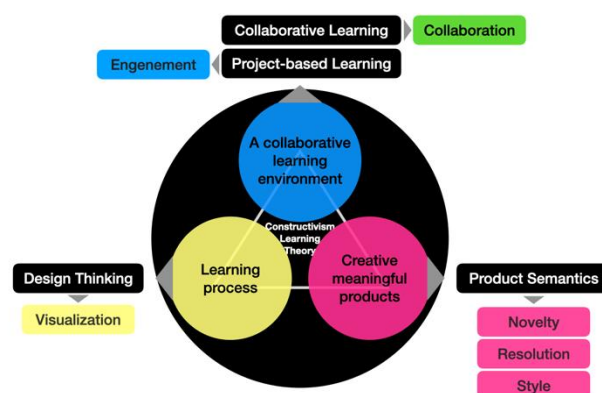 Collaborative Learning
Collaboration
Engenement
Project-based Learning
A collaborative
learning
environment
Constructivism
Learning
Theory
Learning
process
Creative
meaningful
products
Design Thinking
Visualization
Product Semantics
Novelty
Resolution
Style